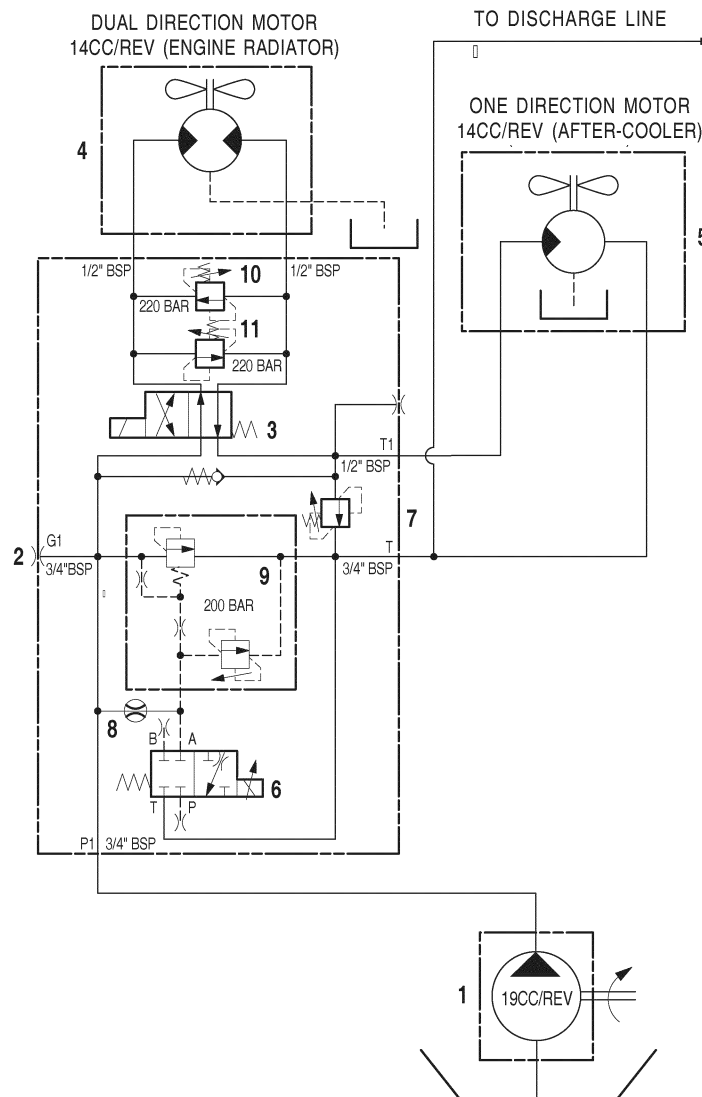 DUAL DIRECTION MOTOR
14CC/REV (ENGINE RADIATOR)
TO DISCHARGE LINE
ONE DIRECTION MOTOR
14CC/REV (AFTER-COOLER)
4
5
1/2" BSP
1/2" BSP
10
220 BAR
11
220 BAR
3
T1
1/2" BSP
7
2
G1
3/4"BSP
T
3/4" BSP
9
200 BAR
8
B
A
6
T
P
P1
3/4" BSP
1
19CC/REV